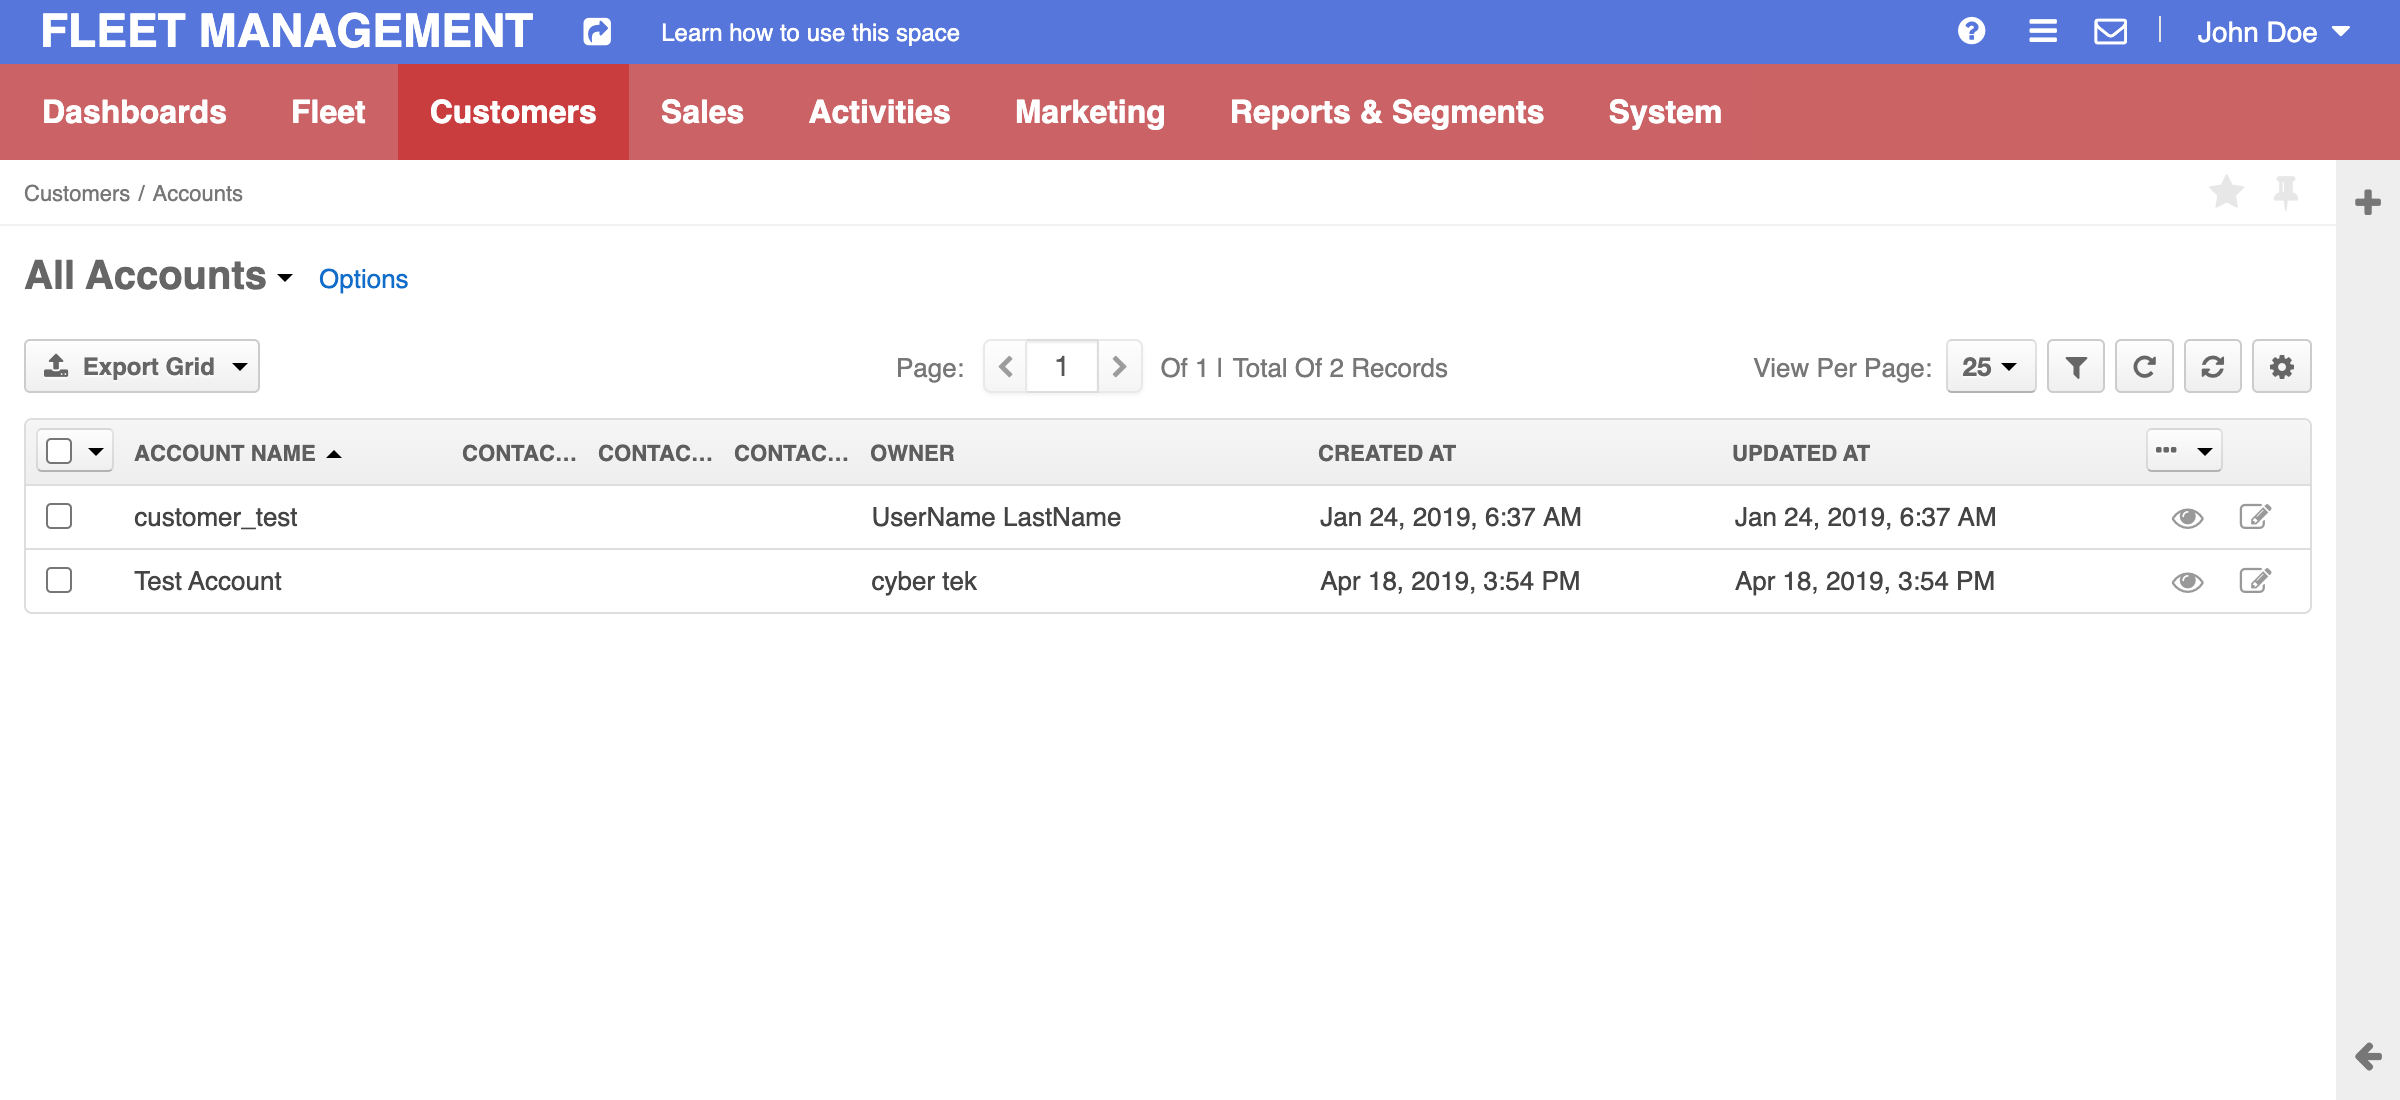 FLEET MANAGEMENT Learn how to use this space John Doe
Dashboards Fleet Customers Sales Activities Marketing Reports & Segments System
Customers / Accounts
All Accounts Options
Export Grid Page: 1 Of 1 | Total Of 2 Records View Per Page: 25
ACCOUNT NAME CONTAC... CONTAC... CONTAC... OWNER CREATED AT UPDATED AT
customer_test UserName LastName Jan 24, 2019, 6:37 AM Jan 24, 2019, 6:37 AM
Test Account cyber tek Apr 18, 2019, 3:54 PM Apr 18, 2019, 3:54 PM